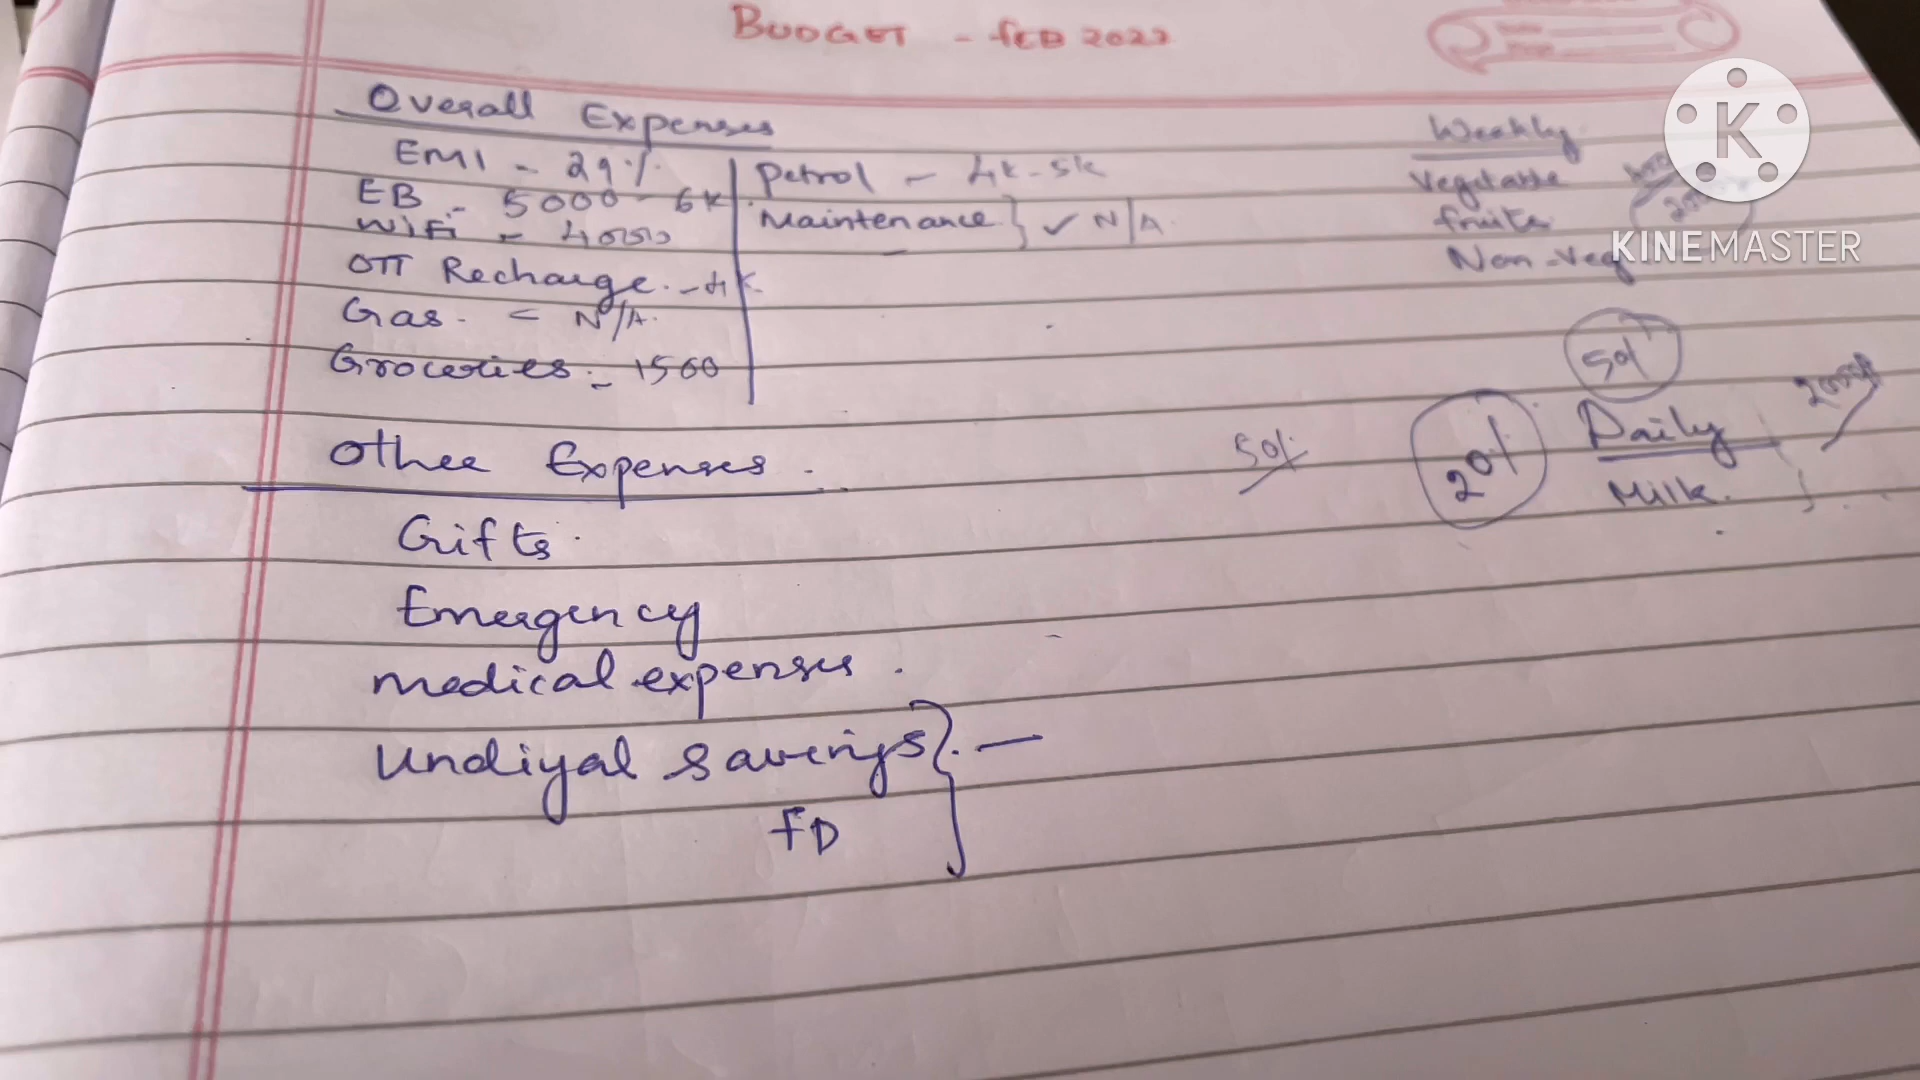 BUDGET - FEB 2022
Overall Expenses
EMI - 29%
EB - 5000 - 6K
WiFi - 4000
OTT Recharge - 4K
Gas - N/A
Groceries - 1500
Petrol - 4K-5K
Maintenance } ✓ N/A
Weekly
Vegetable
fruits
Non-veg
K
KINEMASTER
50%
20%
50%
Daily
Milk.
Other Expenses.
Gifts.
Emergency
medical expenses.
Undiyal savings } -
FD